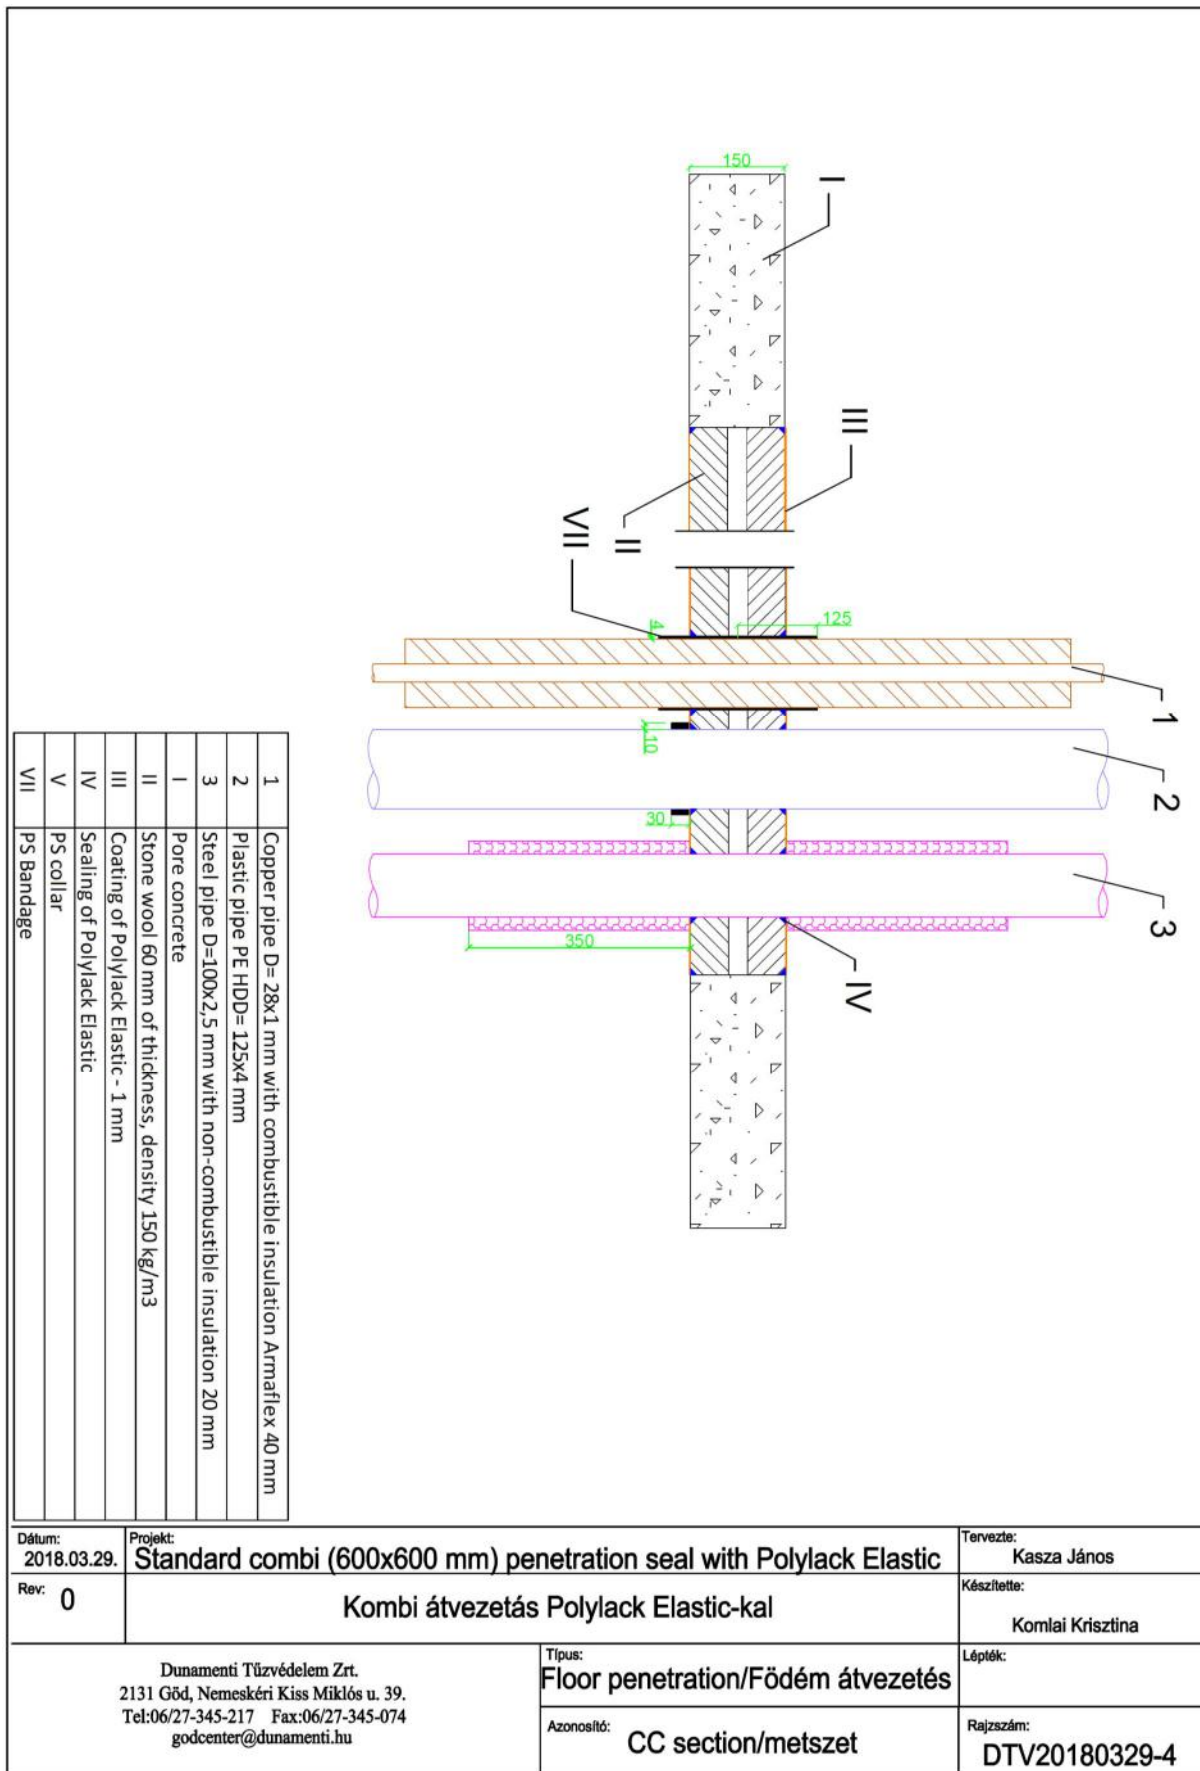 150
I
III
VII
II
4
125
1
10
2
30
3
350
IV
1 Copper pipe D= 28x1 mm with combustible insulation Armaflex 40 mm
2 Plastic pipe PE HDD= 125x4 mm
3 Steel pipe D=100x2,5 mm with non-combustible insulation 20 mm
I Pore concrete
II Stone wool 60 mm of thickness, density 150 kg/m3
III Coating of Polylack Elastic - 1 mm
IV Sealing of Polylack Elastic
V PS collar
VII PS Bandage
Dátum:
2018.03.29.
Projekt:
Standard combi (600x600 mm) penetration seal with Polylack Elastic
Tervezte:
Kasza János
Rev: 0
Kombi átvezetás Polylack Elastic-kal
Készítette:
Komlai Krisztina
Dunamenti Tűzvédelem Zrt.
2131 Göd, Nemeskéri Kiss Miklós u. 39.
Tel:06/27-345-217 Fax:06/27-345-074
godcenter@dunamenti.hu
Típus:
Floor penetration/Födém átvezetés
Lépték:
Azonosító:
CC section/metszet
Rajzszám:
DTV20180329-4